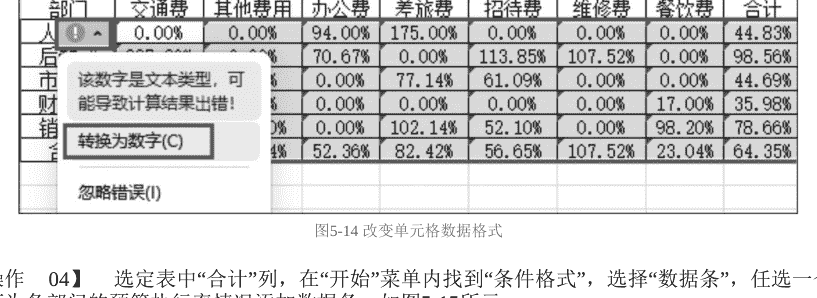 部门 交通费 其他费用 办公费 差旅费 招待费 维修费 餐饮费 合计
人 0.00% 0.00% 94.00% 175.00% 0.00% 0.00% 0.00% 44.83%
后 70.67% 0.00% 113.85% 107.52% 0.00% 98.56%
市 0.00% 77.14% 61.09% 0.00% 0.00% 44.69%
财 0.00% 0.00% 0.00% 0.00% 17.00% 35.98%
销 0% 0.00% 102.14% 52.10% 0.00% 98.20% 78.66%
4% 52.36% 82.42% 56.65% 107.52% 23.04% 64.35%
该数字是文本类型，可
能导致计算结果出错！
转换为数字(C)
忽略错误(I)
图5-14 改变单元格数据格式
操作 04】 选定表中“合计”列，在“开始”菜单内找到“条件格式”，选择“数据条”，任选一